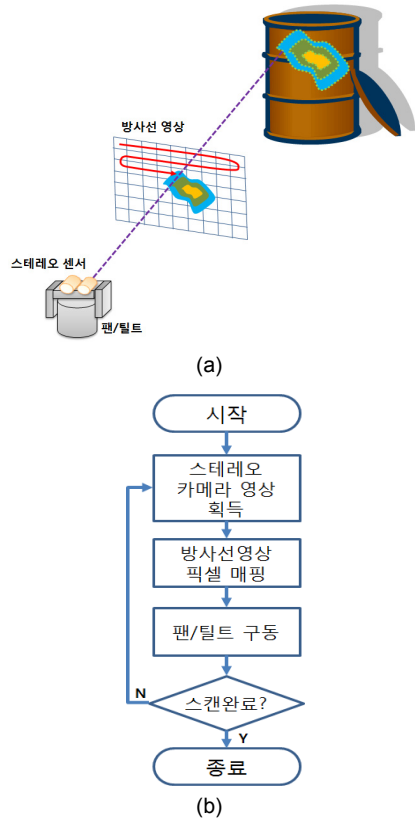 방사선 영상
스테레오 센서
팬/틸트
(a)
시작
스테레오
카메라 영상
획득
방사선영상
픽셀 매핑
팬/틸트 구동
스캔완료?
N
Y
종료
(b)